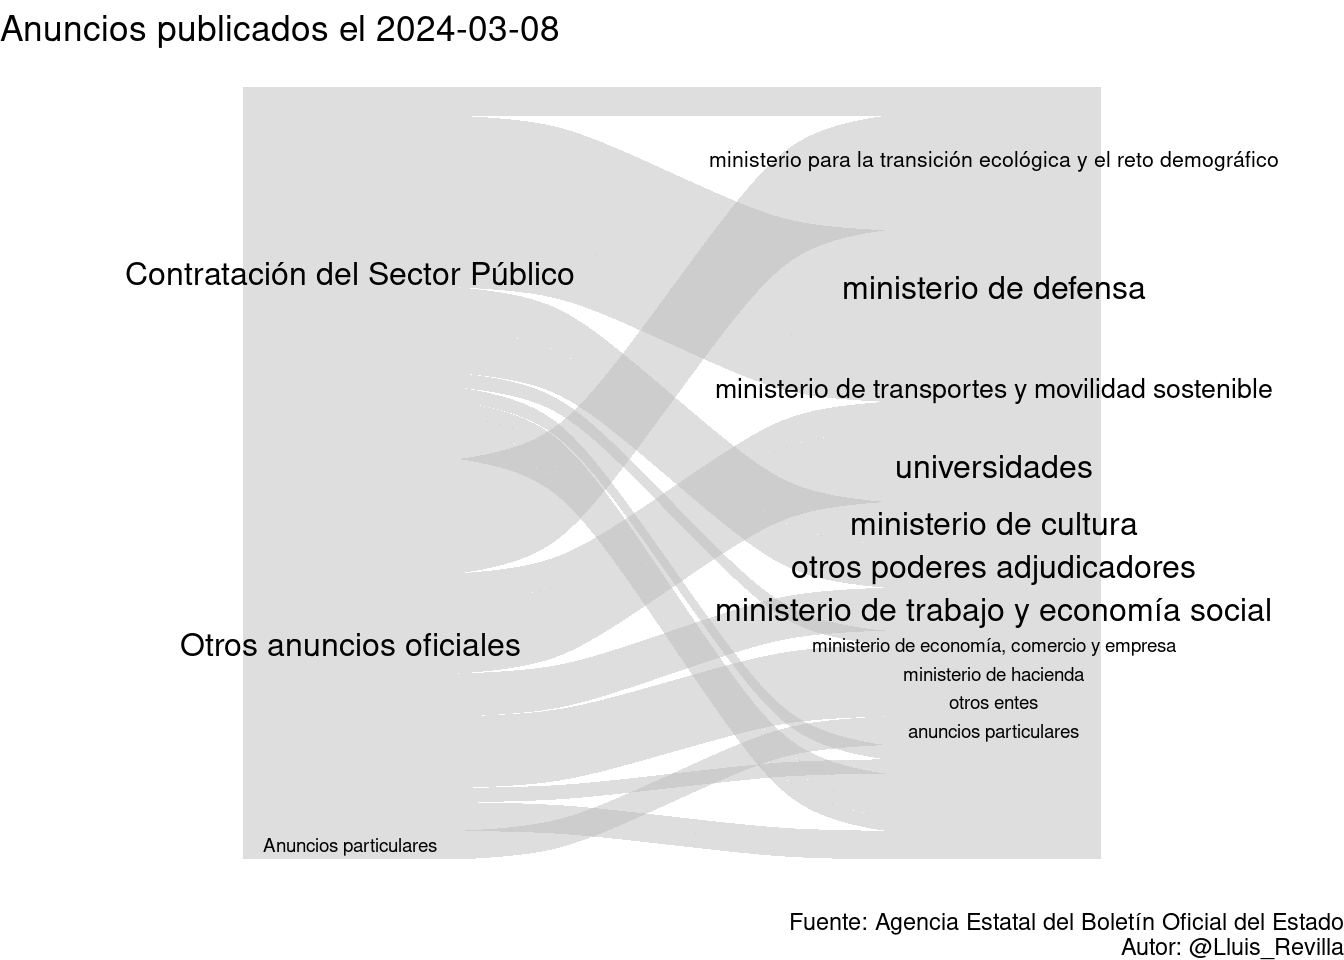 Anuncios publicados el 2024-03-08
ministerio para la transición ecológica y el reto demográfico
Contratación del Sector Público
ministerio de defensa
ministerio de transportes y movilidad sostenible
universidades
ministerio de cultura
otros poderes adjudicadores
ministerio de trabajo y economía social
Otros anuncios oficiales
ministerio de economía, comercio y empresa
ministerio de hacienda
otros entes
anuncios particulares
Anuncios particulares
Fuente: Agencia Estatal del Boletín Oficial del Estado
Autor: @Lluis_Revilla